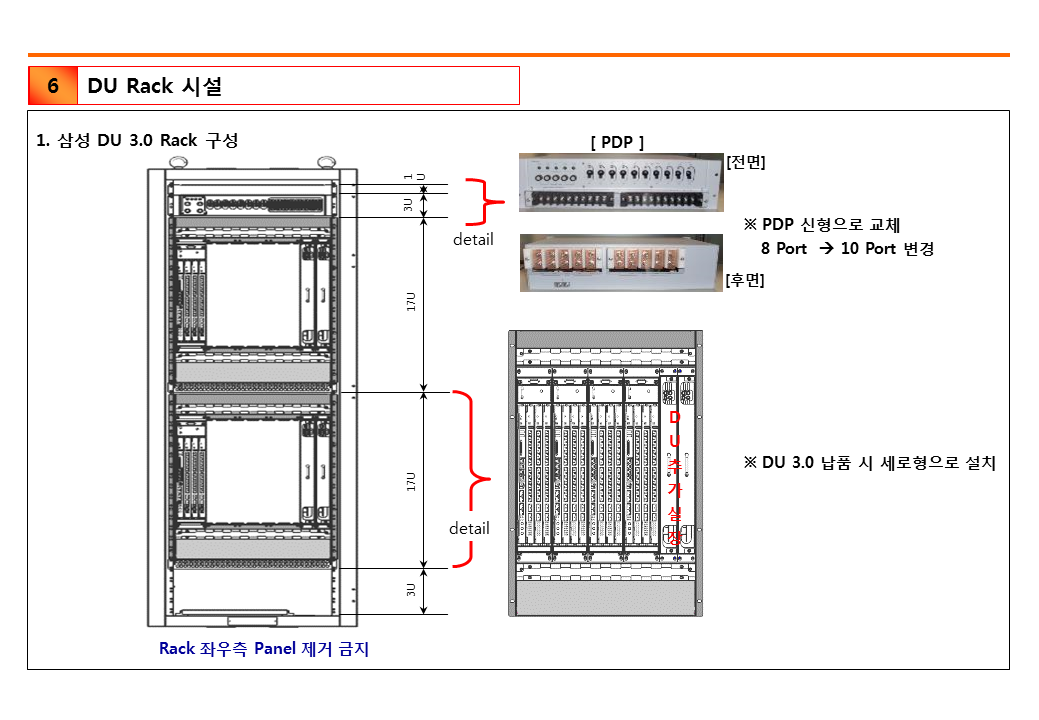 6
DU Rack 시설
1. 삼성 DU 3.0 Rack 구성
[ PDP ]
[전면]
1U
3U
detail
※ PDP 신형으로 교체
8 Port → 10 Port 변경
[후면]
17U
DU추가실장
※ DU 3.0 납품 시 세로형으로 설치
17U
detail
3U
Rack 좌우측 Panel 제거 금지